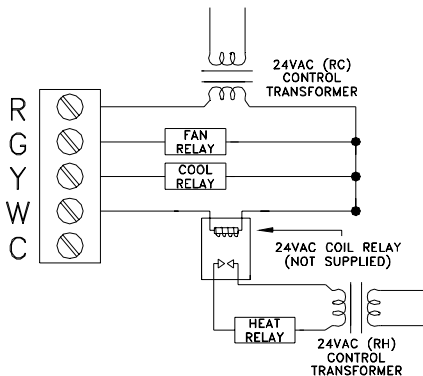 24VAC (RC)
CONTROL
TRANSFORMER
R
G
FAN
RELAY
Y
COOL
RELAY
W
C
24VAC COIL RELAY
(NOT SUPPLIED)
HEAT
RELAY
24VAC (RH)
CONTROL
TRANSFORMER